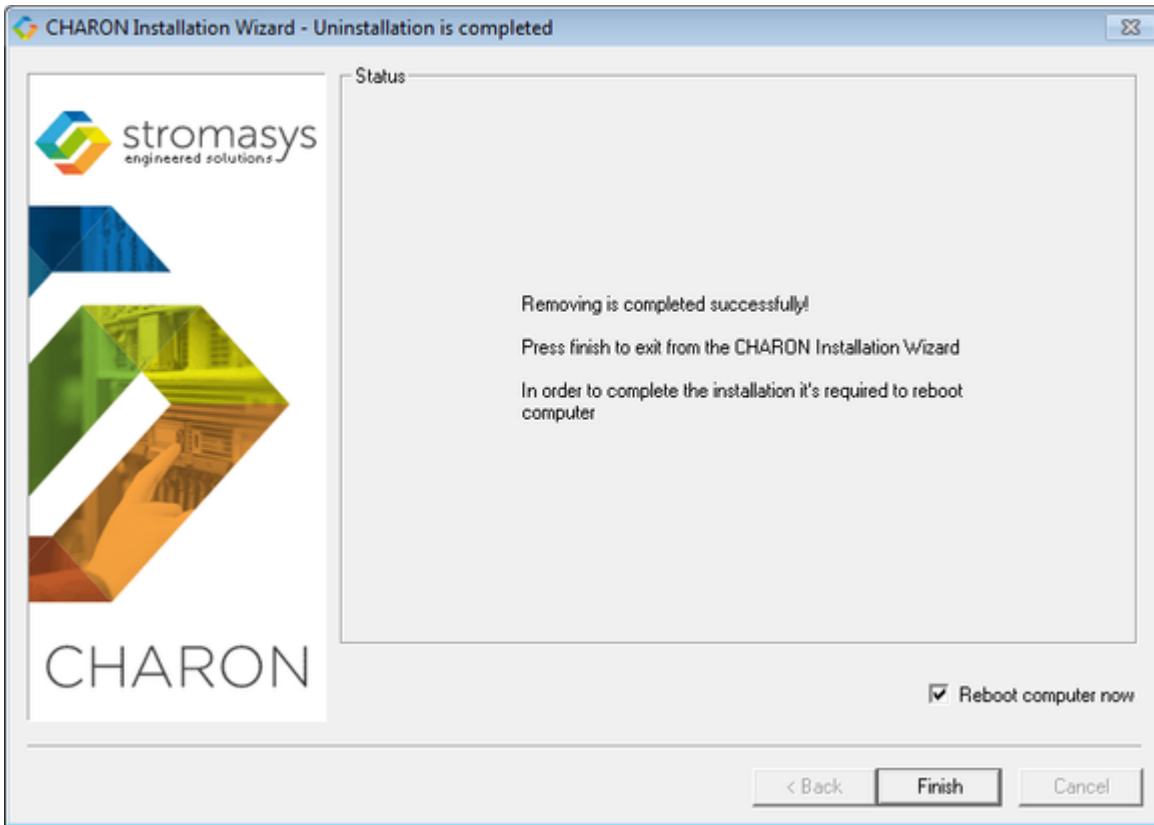 CHARON Installation Wizard - Uninstallation is completed
Status
stromasys
engineered solutions
Removing is completed successfully!
Press finish to exit from the CHARON Installation Wizard
In order to complete the installation it's required to reboot
computer
CHARON
Reboot computer now
< Back
Finish
Cancel